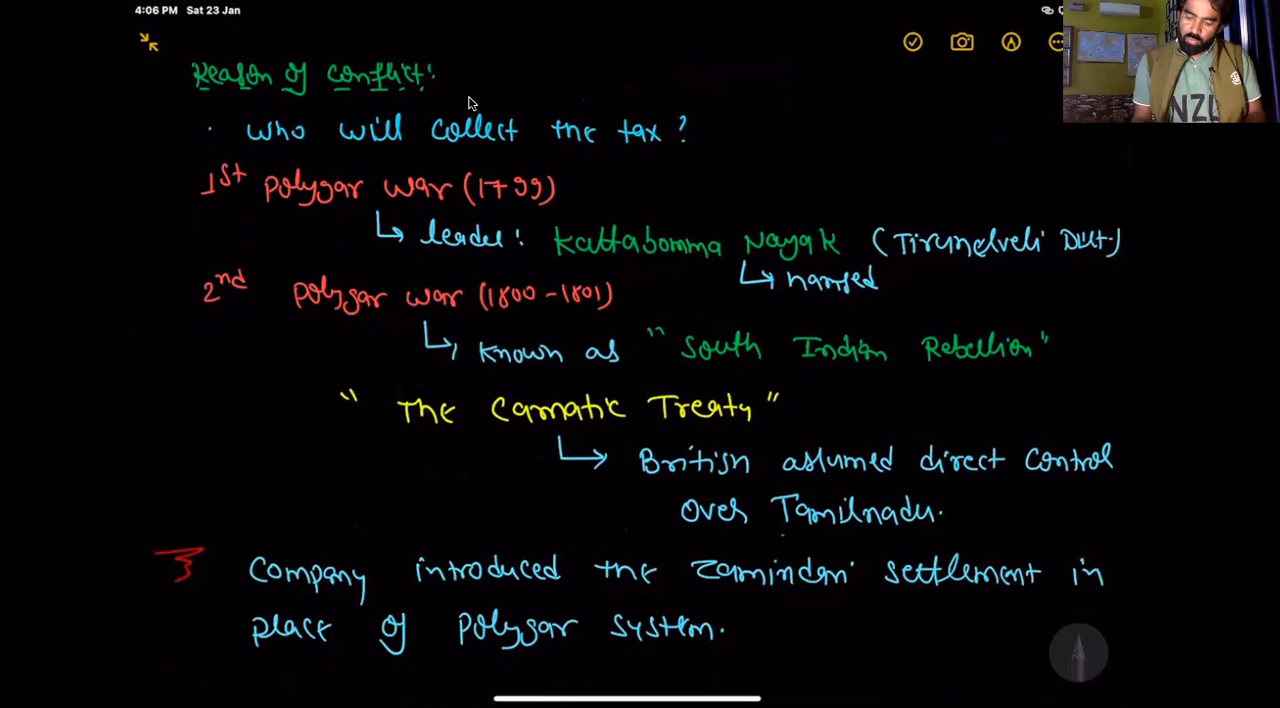 4:06 PM Sat 23 Jan
Reason of conflict:
· who will collect the tax?
1st polygar war (1799)
↳ leader: Kattabomma Nayak (Tirunelveli Distt.)
↳ hanged
2nd polygar war (1800-1801)
↳ known as "South Indian Rebellion"
"The Carnatic Treaty"
↳ British assumed direct control
over Tamilnadu.
Company introduced the zamindari settlement in
place of polygar system.
NZL